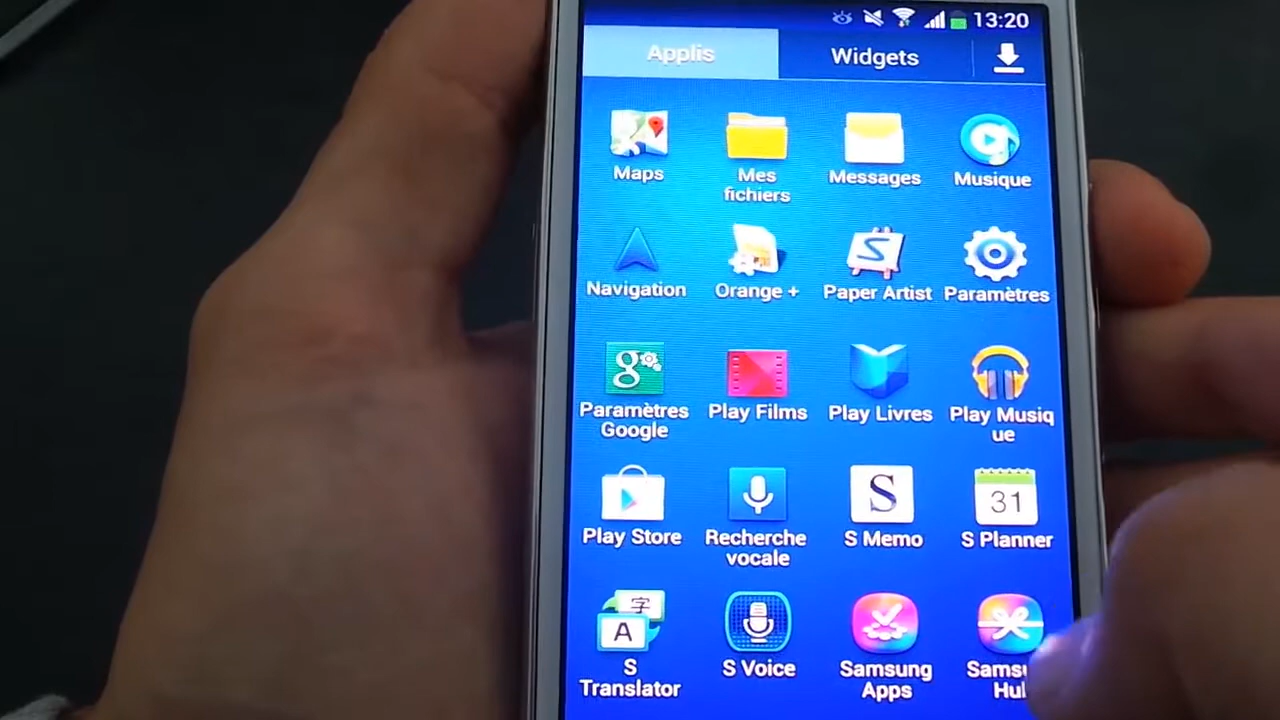 13:20
Applis Widgets
Maps Mes Messages Musique
fichiers
Navigation Orange + Paper Artist Paramètres
g
S
Paramètres Play Films Play Livres Play Musiq
Google ue
31
S
Play Store Recherche S Memo S Planner
vocale
字
A
S S Voice Samsung
Translator Apps